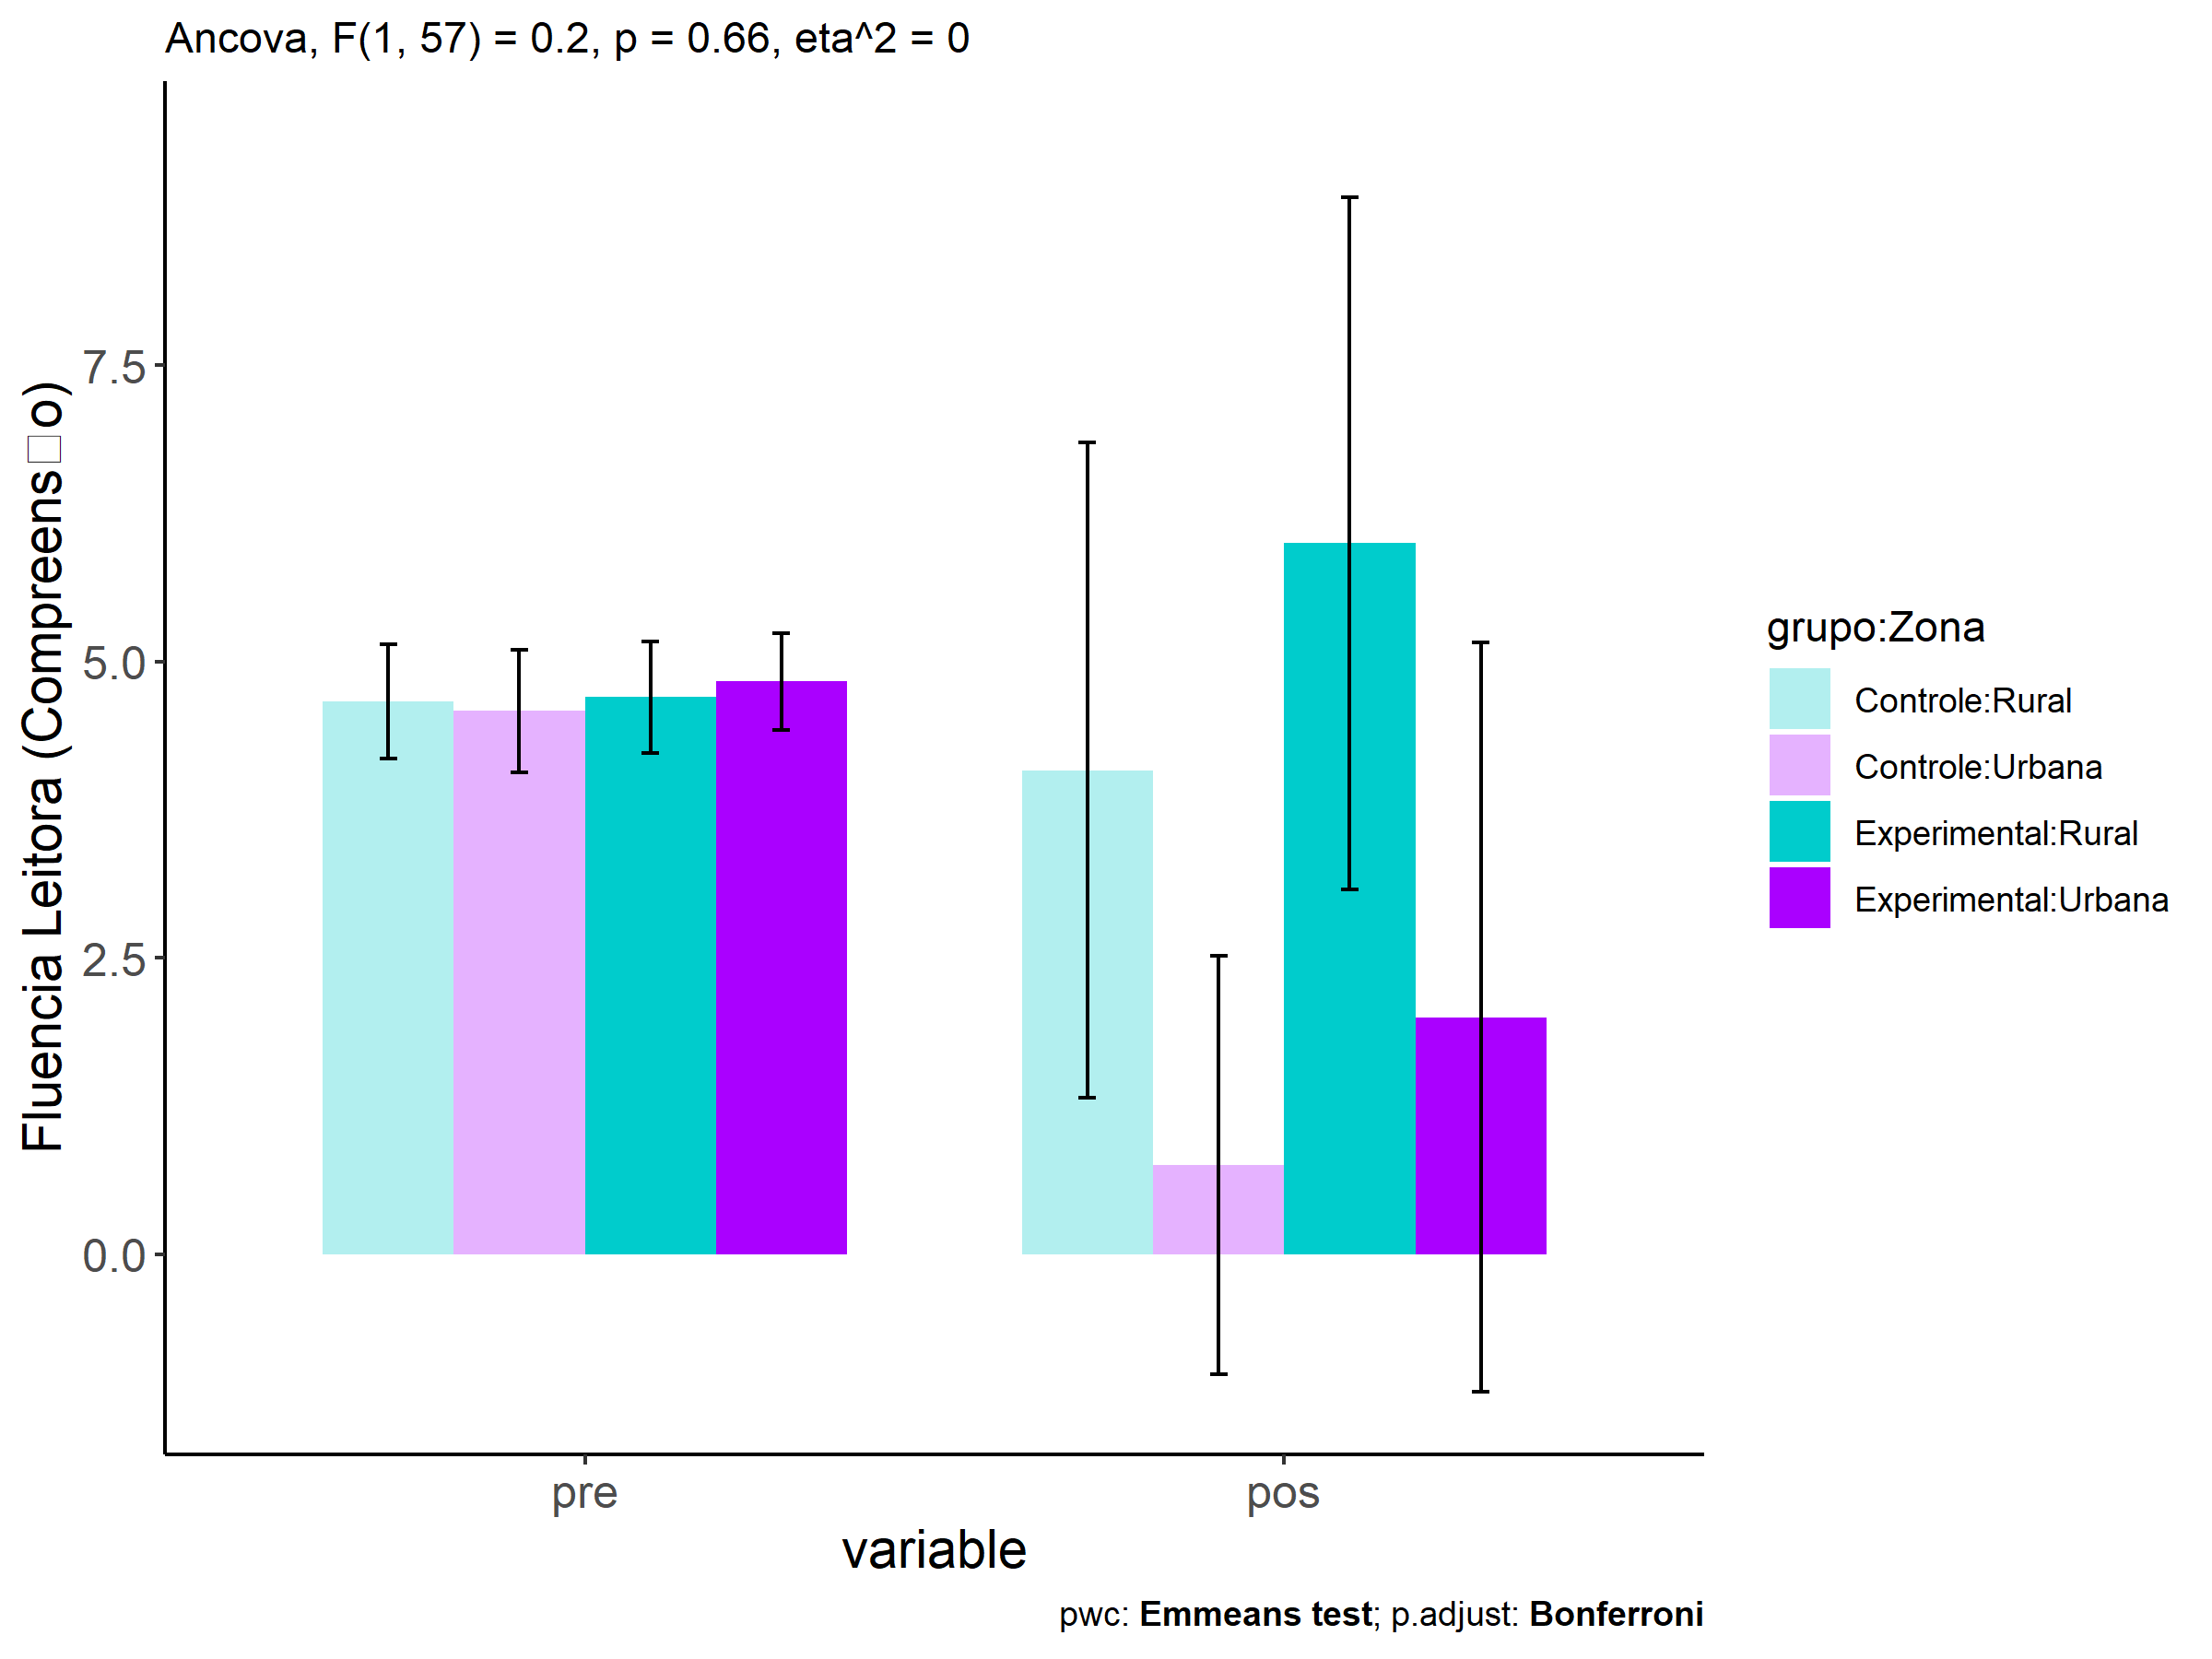 Ancova, F(1, 57) = 0.2, p = 0.66, eta^2 = 0
Fluencia Leitora (Compreens□o)
7.5
5.0
2.5
0.0
pre
pos
variable
grupo:Zona
Controle:Rural
Controle:Urbana
Experimental:Rural
Experimental:Urbana
pwc: Emmeans test; p.adjust: Bonferroni